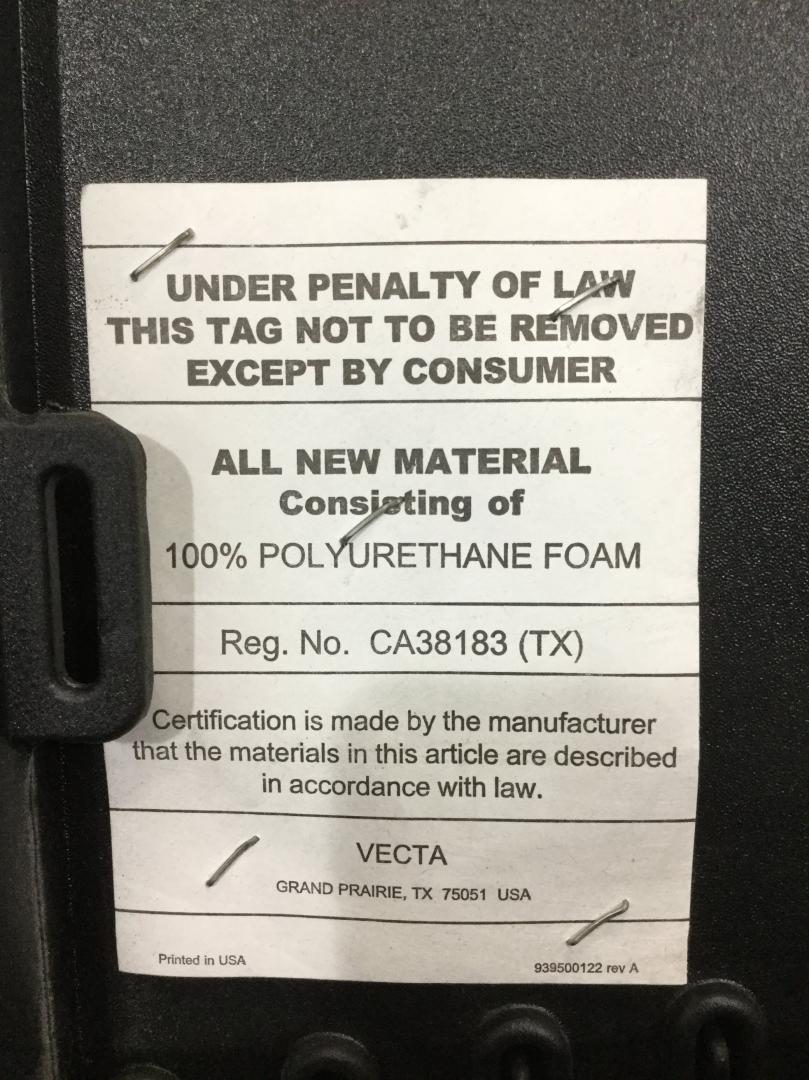 UNDER PENALTY OF LAW
THIS TAG NOT TO BE REMOVED
EXCEPT BY CONSUMER
ALL NEW MATERIAL
Consisting of
100% POLYURETHANE FOAM
Reg. No. CA38183 (TX)
Certification is made by the manufacturer
that the materials in this article are described
in accordance with law.
VECTA
GRAND PRAIRIE, TX 75051 USA
Printed in USA
939500122 rev A